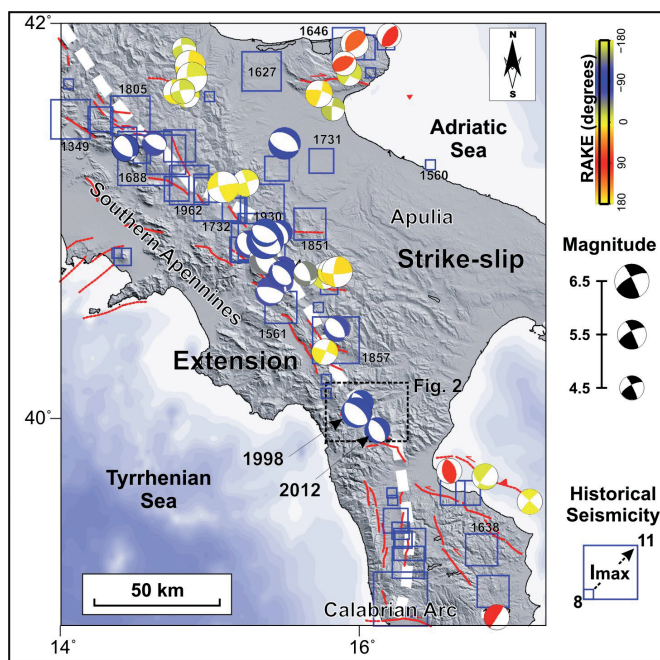 42°
1646
1627
1805
N
S
RAKE (degrees)
-180
-90
0
90
180
Adriatic
Sea
1349
1731
1560
1688
1962
1732
1930
1851
Apulia
Southern Apennines
Strike-slip
Magnitude
6.5
5.5
4.5
1561
Extension
1857
Fig. 2
40°
1998
2012
Tyrrhenian
Sea
Historical
Seismicity
11
Imax
8
1638
50 km
Calabrian Arc
14°
16°